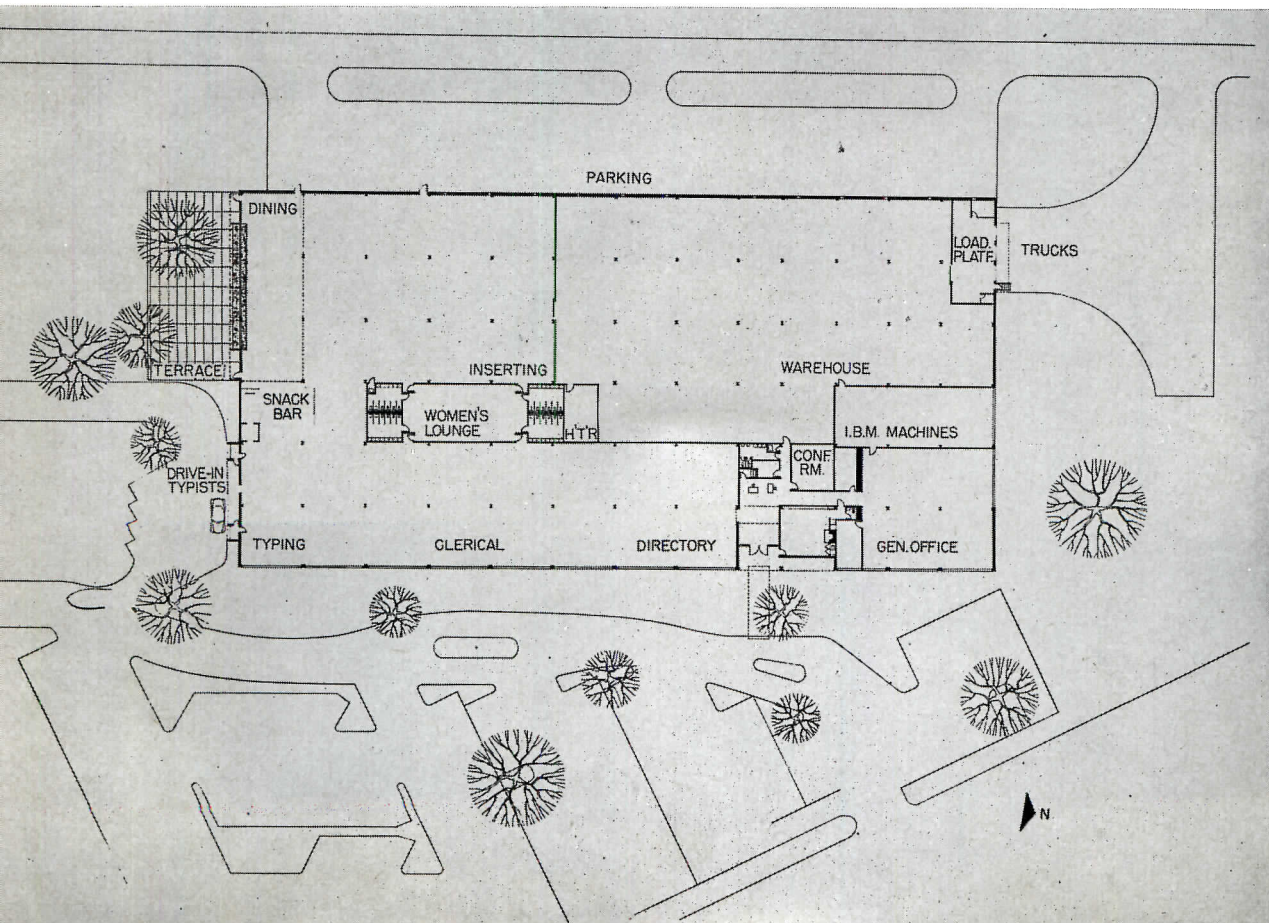 PARKING
DINING
LOAD.
PLATF.
TRUCKS
TERRACE
INSERTING
WAREHOUSE
SNACK
BAR
WOMEN'S
LOUNGE
H'T'R
I.B.M. MACHINES
CONF.
RM.
DRIVE-IN
TYPISTS
TYPING
CLERICAL
DIRECTORY
GEN. OFFICE
N